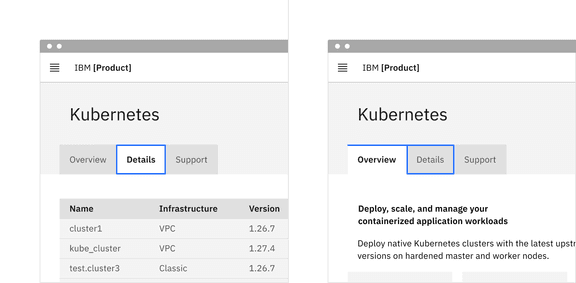 IBM [Product]
Kubernetes
Overview Details Support
Name Infrastructure Version
cluster1 VPC 1.26.7
kube_cluster VPC 1.27.4
test.cluster3 Classic 1.26.7
IBM [Product]
Kubernetes
Overview Details Support
Deploy, scale, and manage your
containerized application workloads
Deploy native Kubernetes clusters with the latest
versions on hardened master and worker nodes.